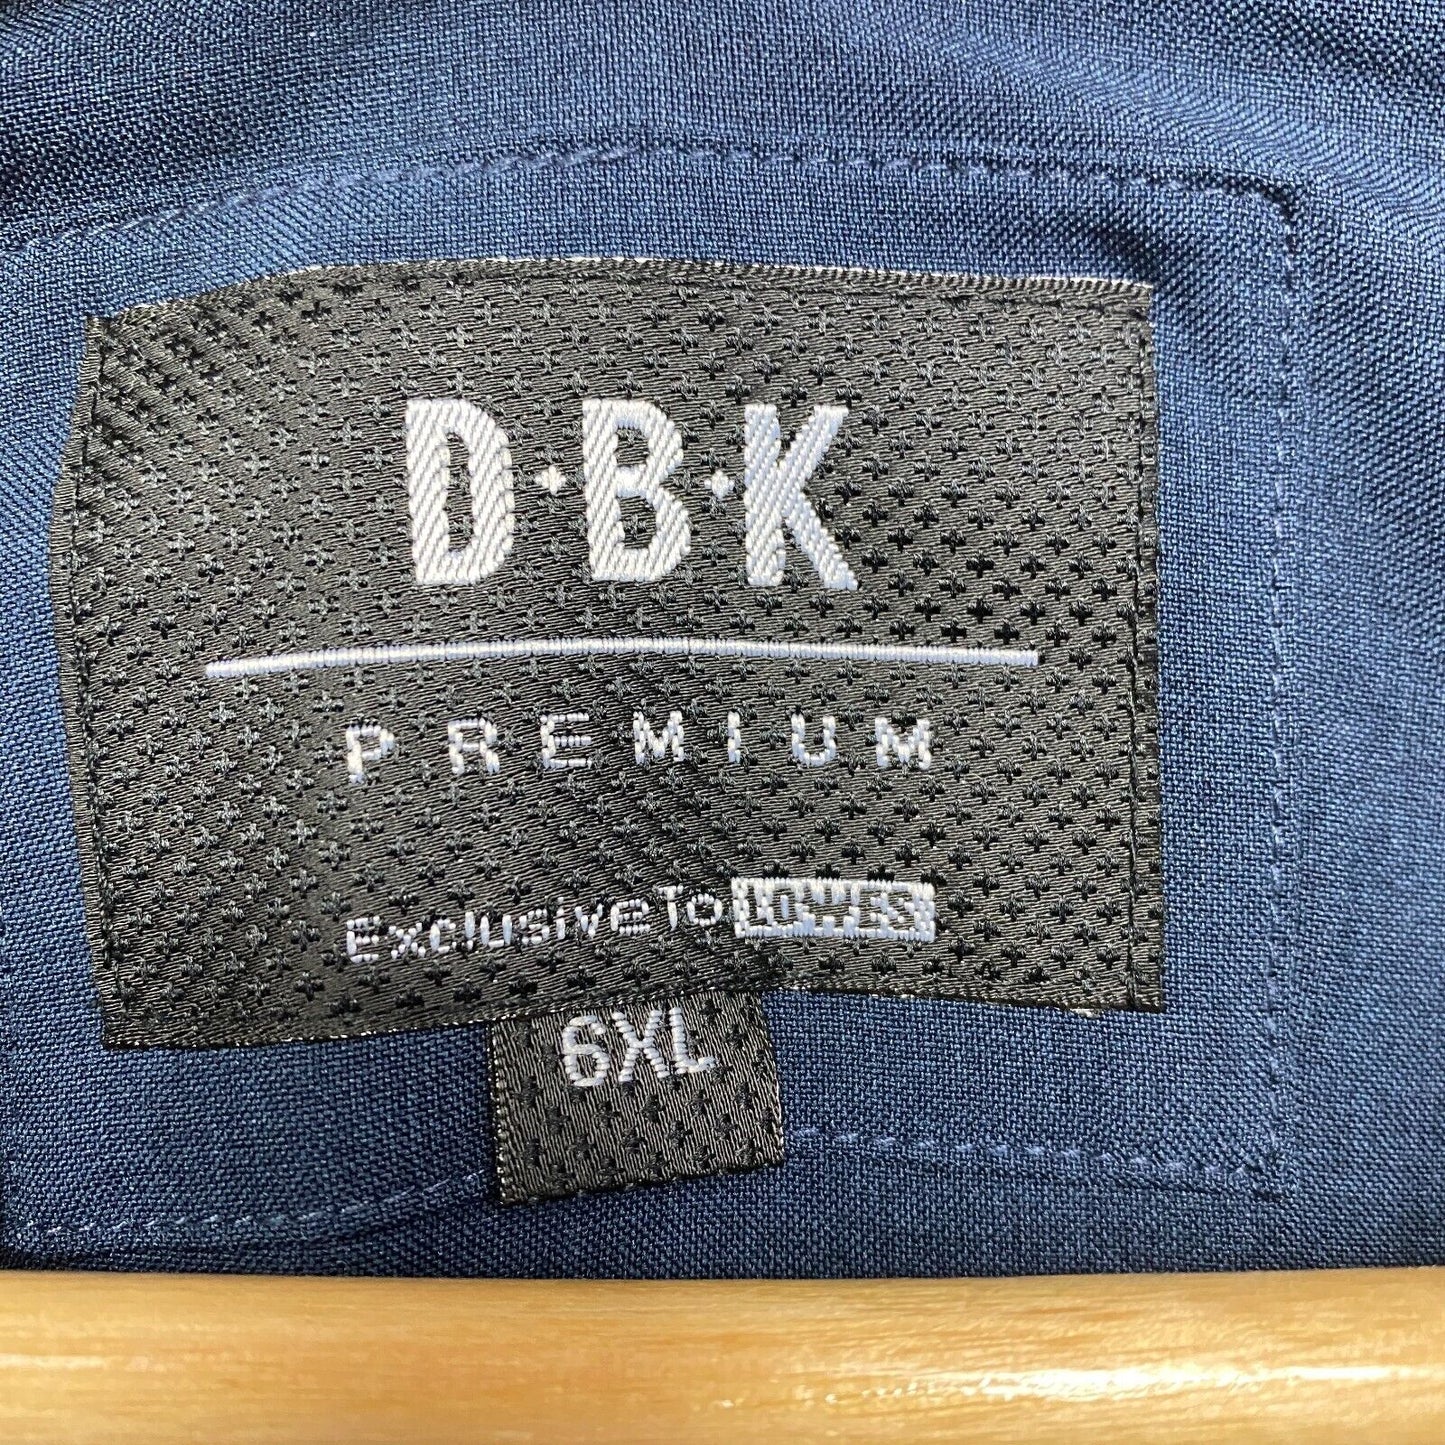 D·B·K
PREMIUM
Exclusive To LOWES
6XL